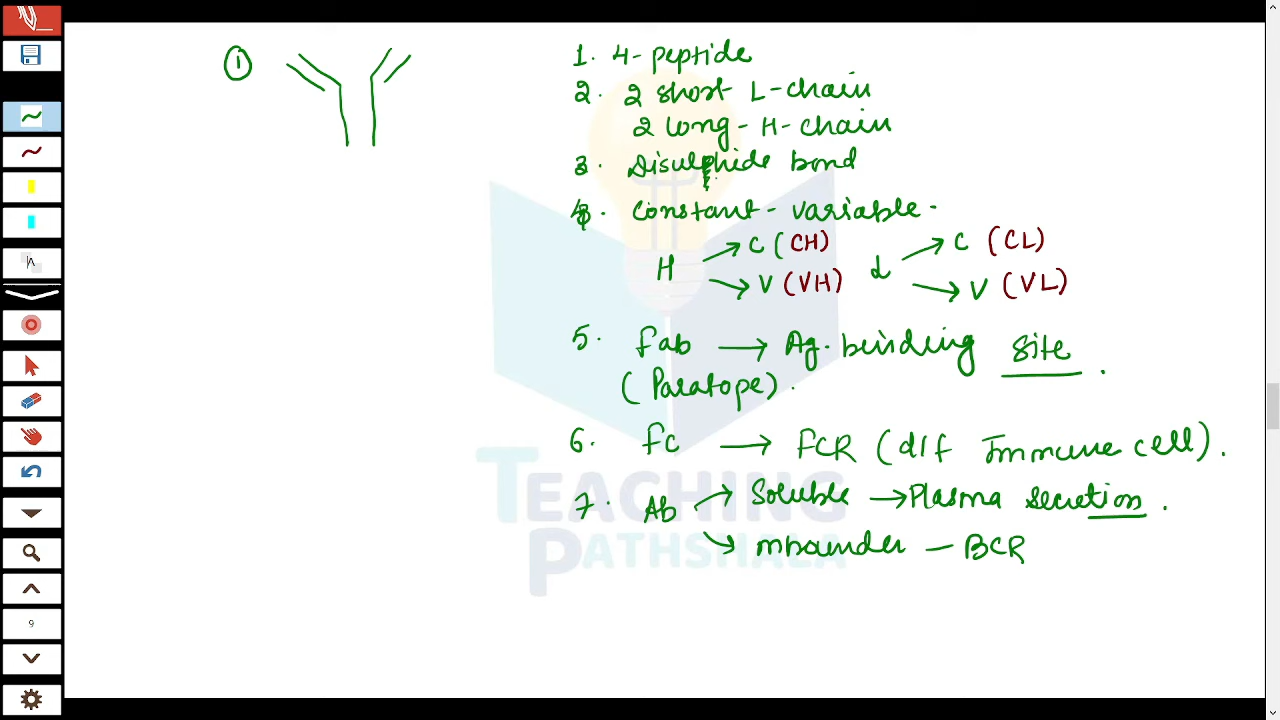 ①
1. 4-peptide
2. 2 short L-chain
2 long-H-chain
3. Disulphide bond
4. Constant-variable-
H → C (CH) L → C (CL)
→ V (VH) → V (VL)
5. Fab → Ag. binding site.
(Paratope).
6. FC → FCR (d/f Immune cell).
7. Ab → Soluble → Plasma secretion.
→ mbounder - BCR
TEACHING
PATHSHALA
9